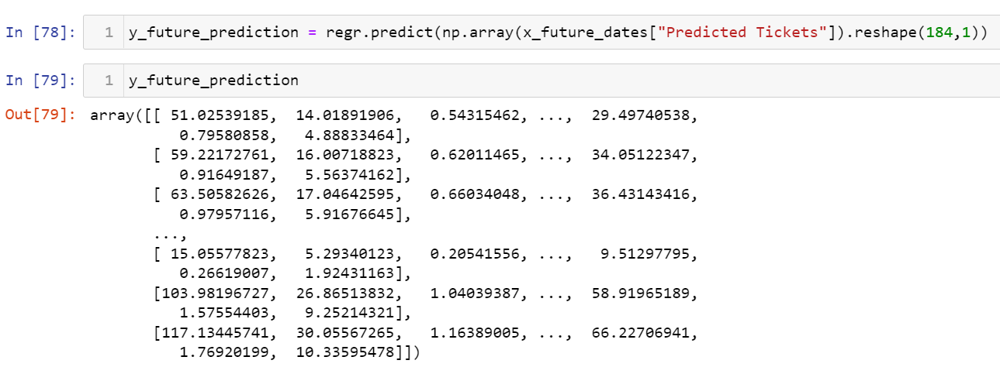 In [78]: 1 y_future_prediction = regr.predict(np.array(x_future_dates["Predicted Tickets"]).reshape(184,1))
In [79]: 1 y_future_prediction
Out[79]: array([[ 51.02539185, 14.01891906, 0.54315462, ..., 29.49740538,
0.79580858, 4.88833464],
[ 59.22172761, 16.00718823, 0.62011465, ..., 34.05122347,
0.91649187, 5.56374162],
[ 63.50582626, 17.04642595, 0.66034048, ..., 36.43143416,
0.97957116, 5.91676645],
...,
[ 15.05577823, 5.29340123, 0.20541556, ..., 9.51297795,
0.26619007, 1.92431163],
[103.98196727, 26.86513832, 1.04039387, ..., 58.91965189,
1.57554403, 9.25214321],
[117.13445741, 30.05567265, 1.16389005, ..., 66.22706941,
1.76920199, 10.33595478]])